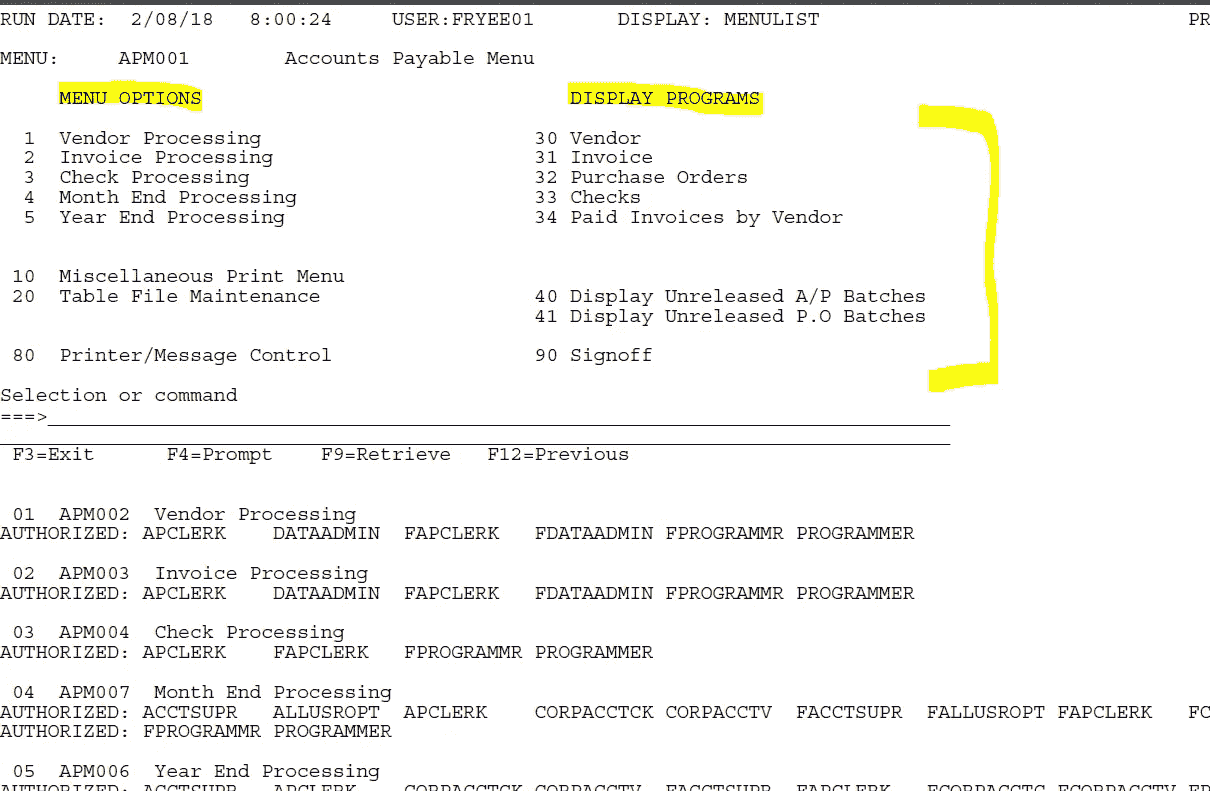 RUN DATE: 2/08/18 8:00:24 USER:FRYEE01 DISPLAY: MENULIST PR
MENU: APM001 Accounts Payable Menu
MENU OPTIONS DISPLAY PROGRAMS
1 Vendor Processing 30 Vendor
2 Invoice Processing 31 Invoice
3 Check Processing 32 Purchase Orders
4 Month End Processing 33 Checks
5 Year End Processing 34 Paid Invoices by Vendor
10 Miscellaneous Print Menu
20 Table File Maintenance 40 Display Unreleased A/P Batches
41 Display Unreleased P.O Batches
80 Printer/Message Control 90 Signoff
Selection or command
===>
F3=Exit F4=Prompt F9=Retrieve F12=Previous
01 APM002 Vendor Processing
AUTHORIZED: APCLERK DATAADMIN FAPCLERK FDATAADMIN FPROGRAMMR PROGRAMMER
02 APM003 Invoice Processing
AUTHORIZED: APCLERK DATAADMIN FAPCLERK FDATAADMIN FPROGRAMMR PROGRAMMER
03 APM004 Check Processing
AUTHORIZED: APCLERK FAPCLERK FPROGRAMMR PROGRAMMER
04 APM007 Month End Processing
AUTHORIZED: ACCTSUPR ALLUSROPT APCLERK CORPACCTCK CORPACCTV FACCTSUPR FALLUSROPT FAPCLERK FC
AUTHORIZED: FPROGRAMMR PROGRAMMER
05 APM006 Year End Processing
AUTHORIZED: ACCTSUPR APCLERK CORPACCTCK CORPACCTV FACCTSUPR FAPCLERK